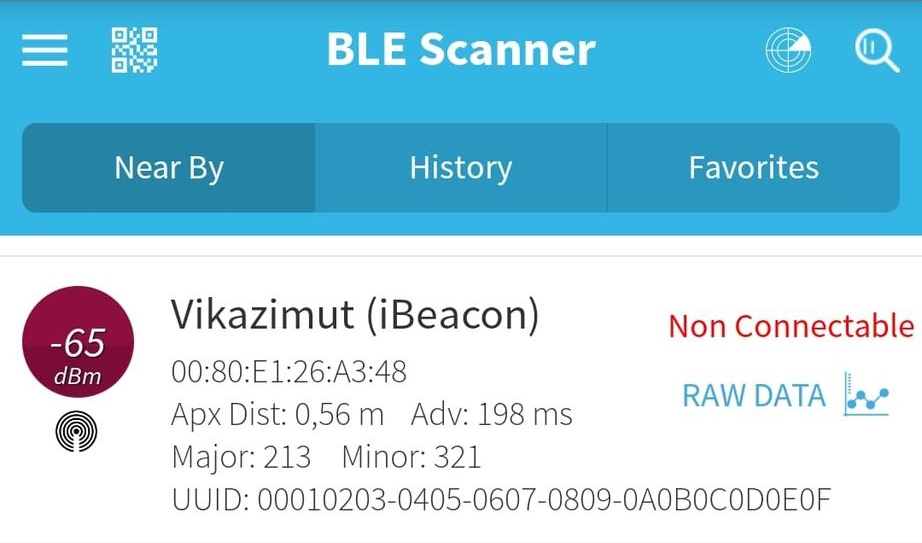 BLE Scanner
Near By History Favorites
Vikazimut (iBeacon)
Non Connectable
-65
dBm
00:80:E1:26:A3:48
RAW DATA
Apx Dist: 0,56 m Adv: 198 ms
Major: 213 Minor: 321
UUID: 00010203-0405-0607-0809-0A0B0C0D0E0F